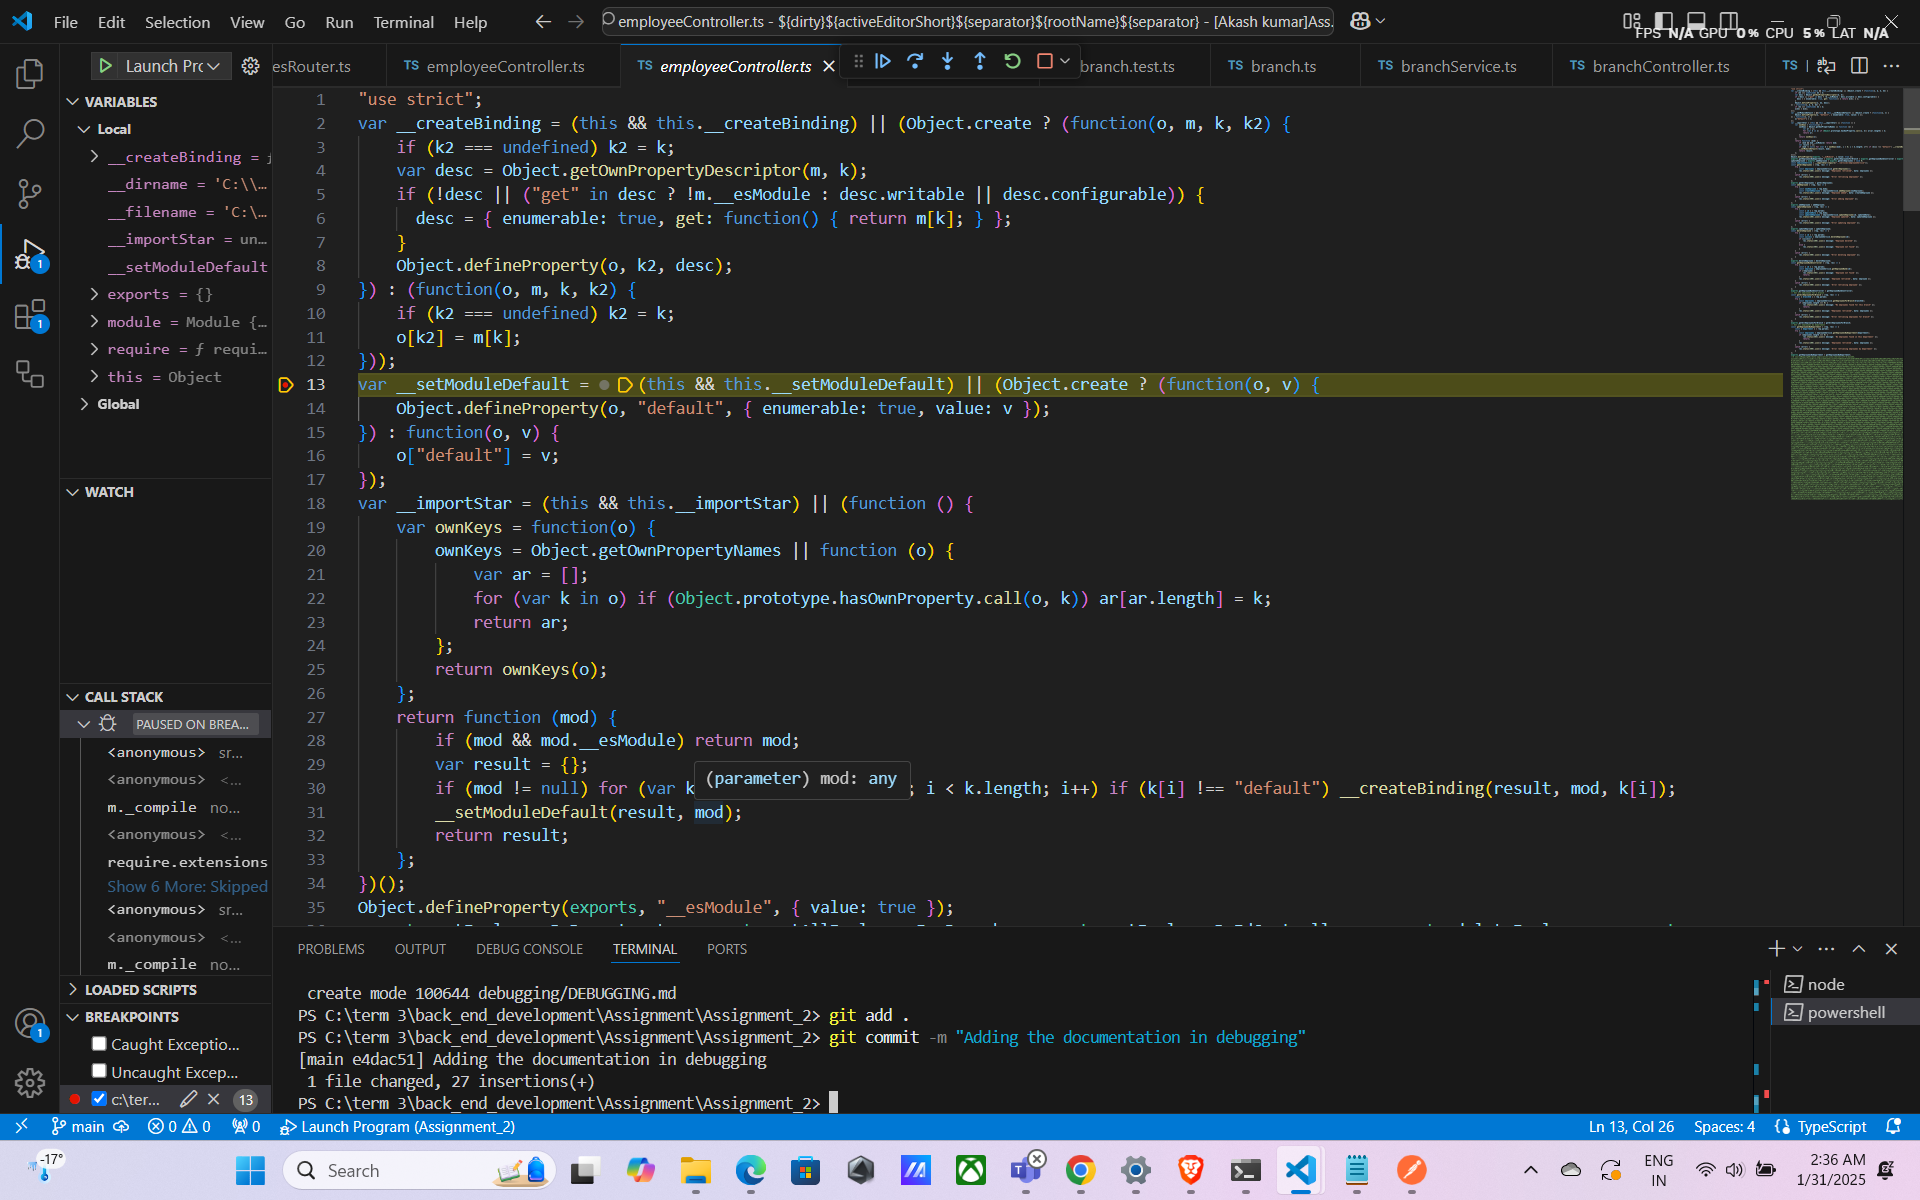 File Edit Selection View Go Run Terminal Help
employeeController.ts - ${dirty}${activeEditorShort}${separator}${rootName}${separator} - [Akash kumar]Ass.
FPS N/A GPU 0% CPU 5% LAT N/A
Launch Prc
esRouter.ts
TS employeeController.ts
TS employeeController.ts
branch.test.ts
TS branch.ts
TS branchService.ts
TS branchController.ts
TS
VARIABLES
Local
__createBinding =
__dirname = 'C:\\...
__filename = 'C:\...
__importStar = un...
__setModuleDefault
exports = {}
module = Module {...
require = ƒ requi...
this = Object
Global
WATCH
CALL STACK
PAUSED ON BREA...
<anonymous> sr...
<anonymous> <...
m._compile no...
<anonymous> <...
require.extensions
Show 6 More: Skipped
<anonymous> sr...
<anonymous> <...
m._compile no...
LOADED SCRIPTS
BREAKPOINTS
Caught Exceptio...
Uncaught Excep...
c:\ter... 13
1
1
1
1 "use strict";
2 var __createBinding = (this && this.__createBinding) || (Object.create ? (function(o, m, k, k2) {
3 if (k2 === undefined) k2 = k;
4 var desc = Object.getOwnPropertyDescriptor(m, k);
5 if (!desc || ("get" in desc ? !m.__esModule : desc.writable || desc.configurable)) {
6 desc = { enumerable: true, get: function() { return m[k]; } };
7 }
8 Object.defineProperty(o, k2, desc);
9 }) : (function(o, m, k, k2) {
10 if (k2 === undefined) k2 = k;
11 o[k2] = m[k];
12 }));
13 var __setModuleDefault = (this && this.__setModuleDefault) || (Object.create ? (function(o, v) {
14 Object.defineProperty(o, "default", { enumerable: true, value: v });
15 }) : function(o, v) {
16 o["default"] = v;
17 });
18 var __importStar = (this && this.__importStar) || (function () {
19 var ownKeys = function(o) {
20 ownKeys = Object.getOwnPropertyNames || function (o) {
21 var ar = [];
22 for (var k in o) if (Object.prototype.hasOwnProperty.call(o, k)) ar[ar.length] = k;
23 return ar;
24 };
25 return ownKeys(o);
26 };
27 return function (mod) {
28 if (mod && mod.__esModule) return mod;
29 var result = {};
(parameter) mod: any
30 if (mod != null) for (var k ; i < k.length; i++) if (k[i] !== "default") __createBinding(result, mod, k[i]);
31 __setModuleDefault(result, mod);
32 return result;
33 };
34 })();
35 Object.defineProperty(exports, "__esModule", { value: true });
PROBLEMS OUTPUT DEBUG CONSOLE TERMINAL PORTS
create mode 100644 debugging/DEBUGGING.md
PS C:\term 3\back_end_development\Assignment\Assignment_2> git add .
PS C:\term 3\back_end_development\Assignment\Assignment_2> git commit -m "Adding the documentation in debugging"
[main e4dac51] Adding the documentation in debugging
1 file changed, 27 insertions(+)
PS C:\term 3\back_end_development\Assignment\Assignment_2>
node
powershell
main 0 0 0 Launch Program (Assignment_2) Ln 13, Col 26 Spaces: 4 TypeScript
-17°
Search
ENG
IN
2:36 AM
1/31/2025